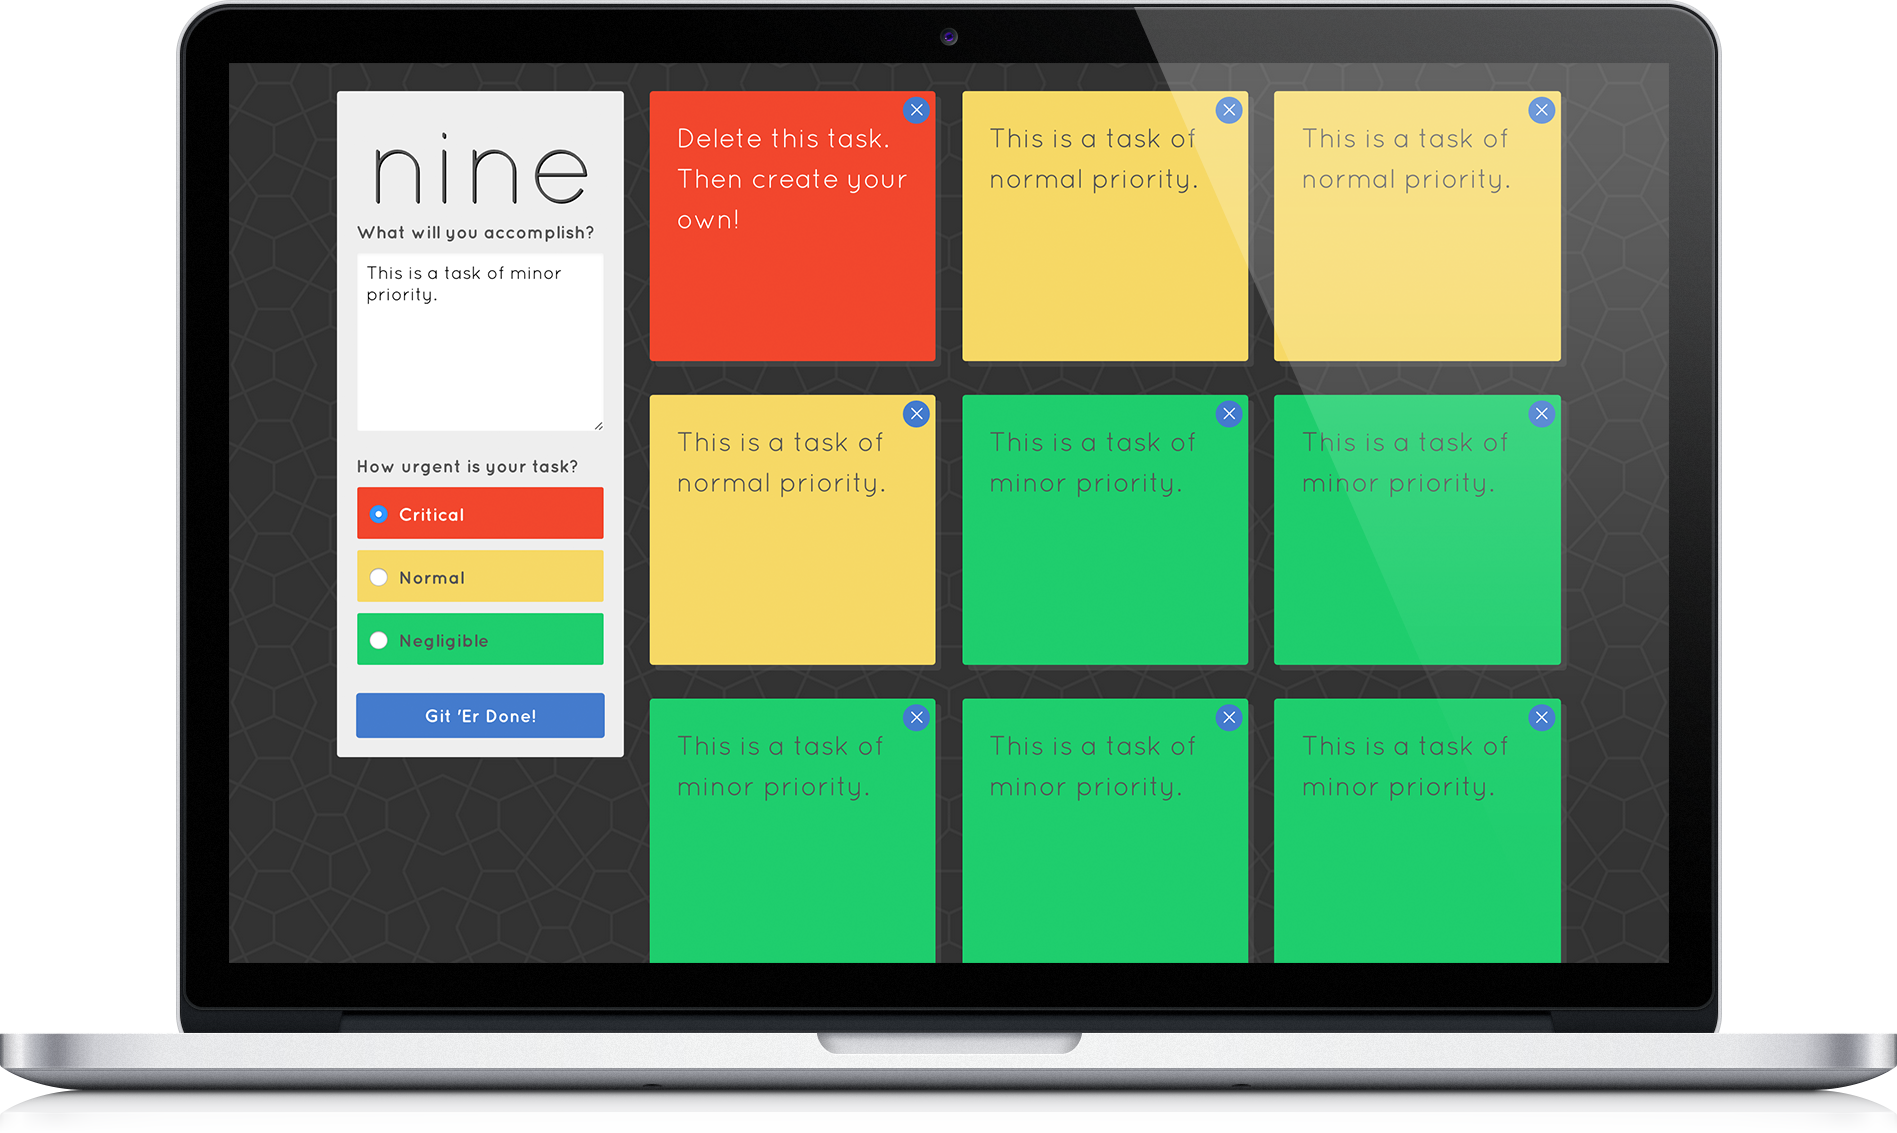 nine
What will you accomplish?
This is a task of minor
priority.
How urgent is your task?
Critical
Normal
Negligible
Git 'Er Done!
Delete this task.
Then create your
own!
This is a task of
normal priority.
This is a task of
normal priority.
This is a task of
normal priority.
This is a task of
minor priority.
This is a task of
minor priority.
This is a task of
minor priority.
This is a task of
minor priority.
This is a task of
minor priority.